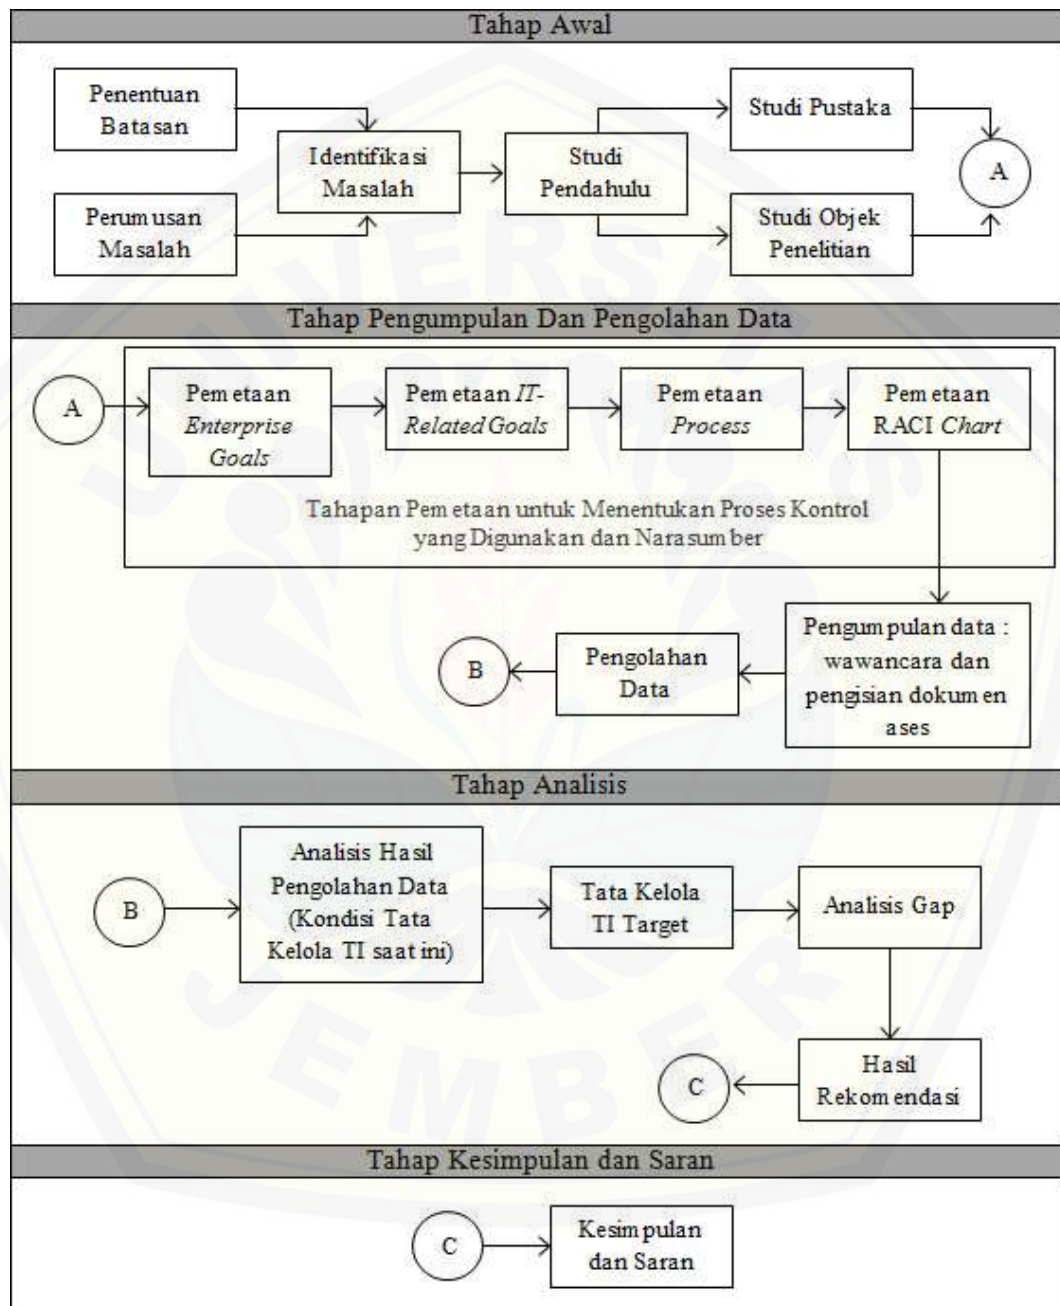 Tahap Awal
Penentuan
Batasan
Perumusan
Masalah
Identifikasi
Masalah
Studi
Pendahulu
Studi Pustaka
Studi Objek
Penelitian
A
Tahap Pengumpulan Dan Pengolahan Data
A
Pemetaan
Enterprise
Goals
Pemetaan IT-
Related Goals
Pemetaan
Process
Pemetaan
RACI Chart
Tahapan Pemetaan untuk Menentukan Proses Kontrol
yang Digunakan dan Narasumber
Pengumpulan data :
wawancara dan
pengisian dokumen
ases
Pengolahan
Data
B
Tahap Analisis
B
Analisis Hasil
Pengolahan Data
(Kondisi Tata
Kelola TI saat ini)
Tata Kelola
TI Target
Analisis Gap
Hasil
Rekomendasi
C
Tahap Kesimpulan dan Saran
C
Kesimpulan
dan Saran
UNIVERSITAS
JEMBER